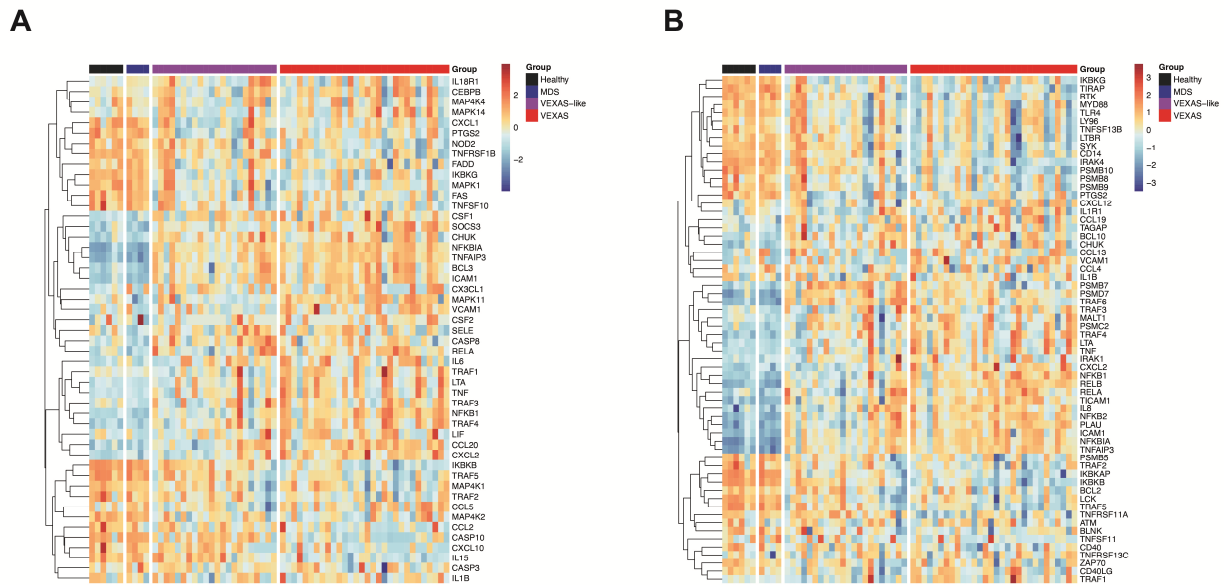 A
Group
IL18R1
CEBPB
MAP4K4
MAPK14
CXCL1
PTGS2
NOD2
TNFRSF1B
FADD
IKBKG
MAPK1
FAS
TNFSF10
CSF1
SOCS3
CHUK
NFKBIA
TNFAIP3
BCL3
ICAM1
CX3CL1
MAPK11
VCAM1
CSF2
SELE
CASP8
RELA
IL6
TRAF1
LTA
TNF
TRAF3
NFKB1
TRAF4
LIF
CCL20
CXCL2
IKBKB
TRAF5
MAP4K1
TRAF2
CCL5
MAP4K2
CCL2
CASP10
CXCL10
IL15
CASP3
IL1B
2
0
−2
Group
Healthy
MDS
VEXAS−like
VEXAS
B
Group
IKBKG
TIRAP
BTK
MYD88
TLR4
LY96
TNFSF13B
LTBR
SYK
CD14
IRAK4
PSMB10
PSMB8
PSMB9
PTGS2
CXCL12
IL1R1
CCL19
TAGAP
BCL10
CHUK
CCL13
VCAM1
CCL4
IL1B
PSMB7
PSMD7
TRAF6
TRAF3
MALT1
PSMC2
TRAF4
LTA
TNF
IRAK1
CXCL2
NFKB1
RELB
RELA
TICAM1
IL8
NFKB2
PLAU
ICAM1
NFKBIA
TNFAIP3
PSMB5
TRAF2
IKBKAP
IKBKB
BCL2
LCK
TRAF5
TNFRSF11A
ATM
BLNK
TNFSF11
CD40
TNFRSF13C
ZAP70
CD40LG
TRAF1
3
2
1
0
−1
−2
−3
Group
Healthy
MDS
VEXAS−like
VEXAS